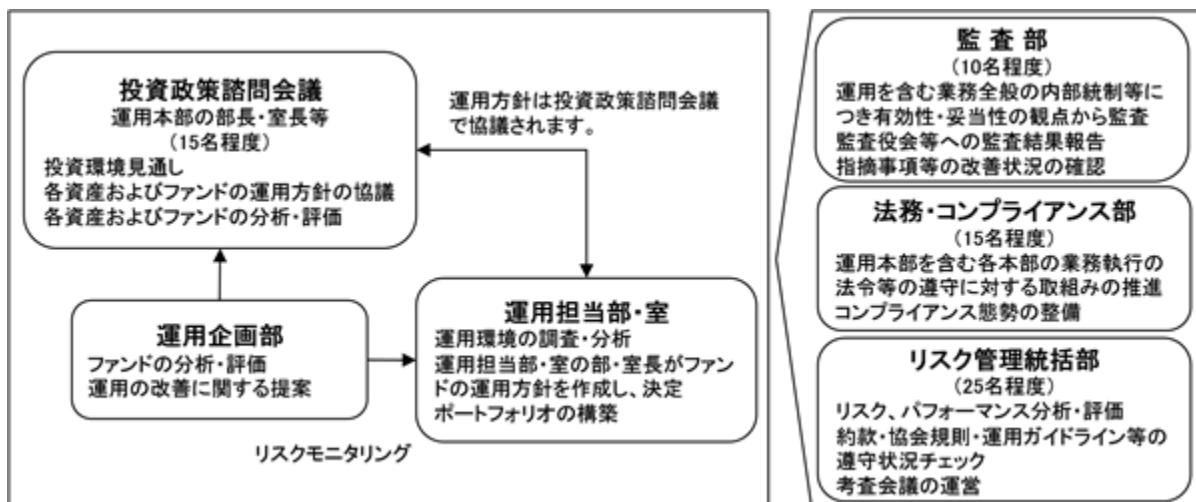 投資政策諮問会議
運用本部の部長・室長等
(15名程度)
投資環境見通し
各資産およびファンドの運用方針の協議
各資産およびファンドの分析・評価
運用方針は投資政策諮問会議
で協議されます。
運用企画部
ファンドの分析・評価
運用の改善に関する提案
運用担当部・室
運用環境の調査・分析
運用担当部・室の部・室長がファン
ドの運用方針を作成し、決定
ポートフォリオの構築
リスクモニタリング
監査部
(10名程度)
運用を含む業務全般の内部統制等に
つき有効性・妥当性の観点から監査
監査役会等への監査結果報告
指摘事項等の改善状況の確認
法務・コンプライアンス部
(15名程度)
運用本部を含む各本部の業務執行の
法令等の遵守に対する取組みの推進
コンプライアンス態勢の整備
リスク管理統括部
(25名程度)
リスク、パフォーマンス分析・評価
約款・協会規則・運用ガイドライン等の
遵守状況チェック
考査会議の運営